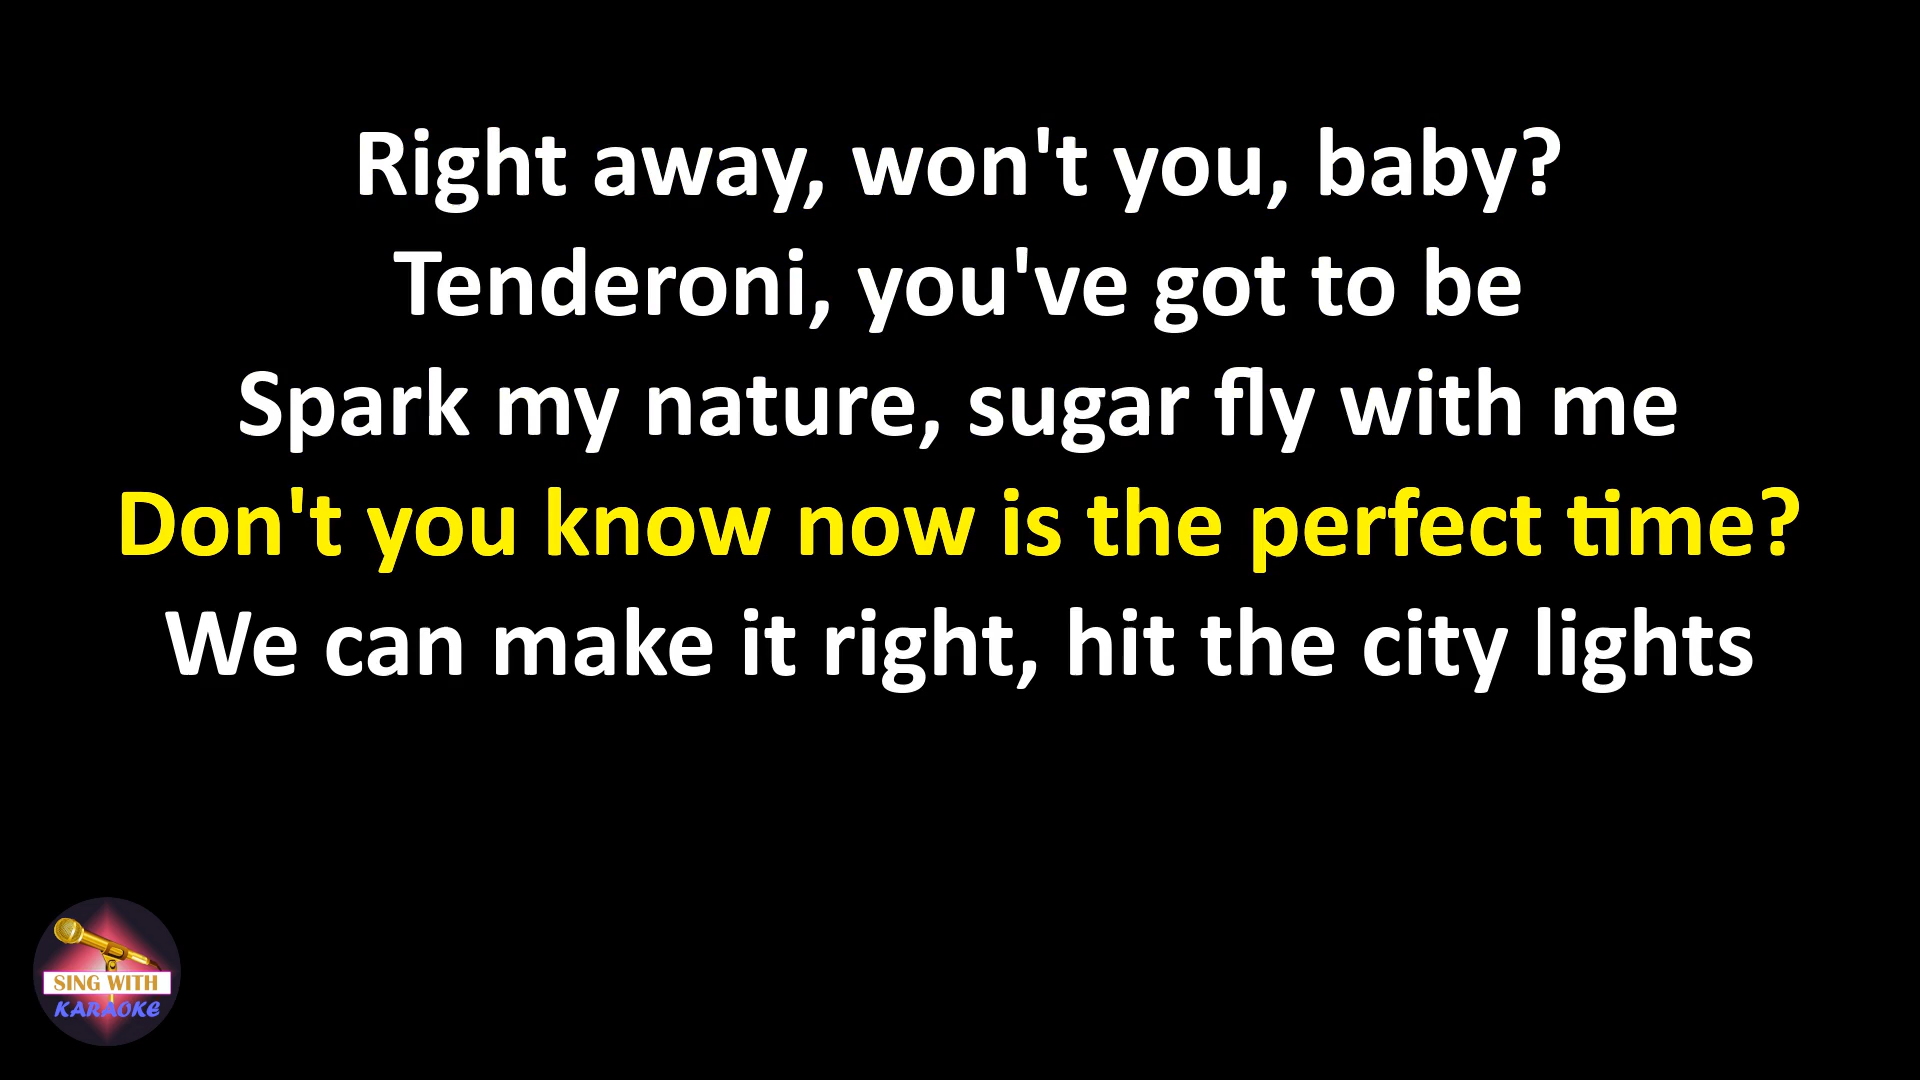 Right away, won't you, baby?
Tenderoni, you've got to be
Spark my nature, sugar fly with me
Don't you know now is the perfect time?
We can make it right, hit the city lights
SING WITH
KARAOKE